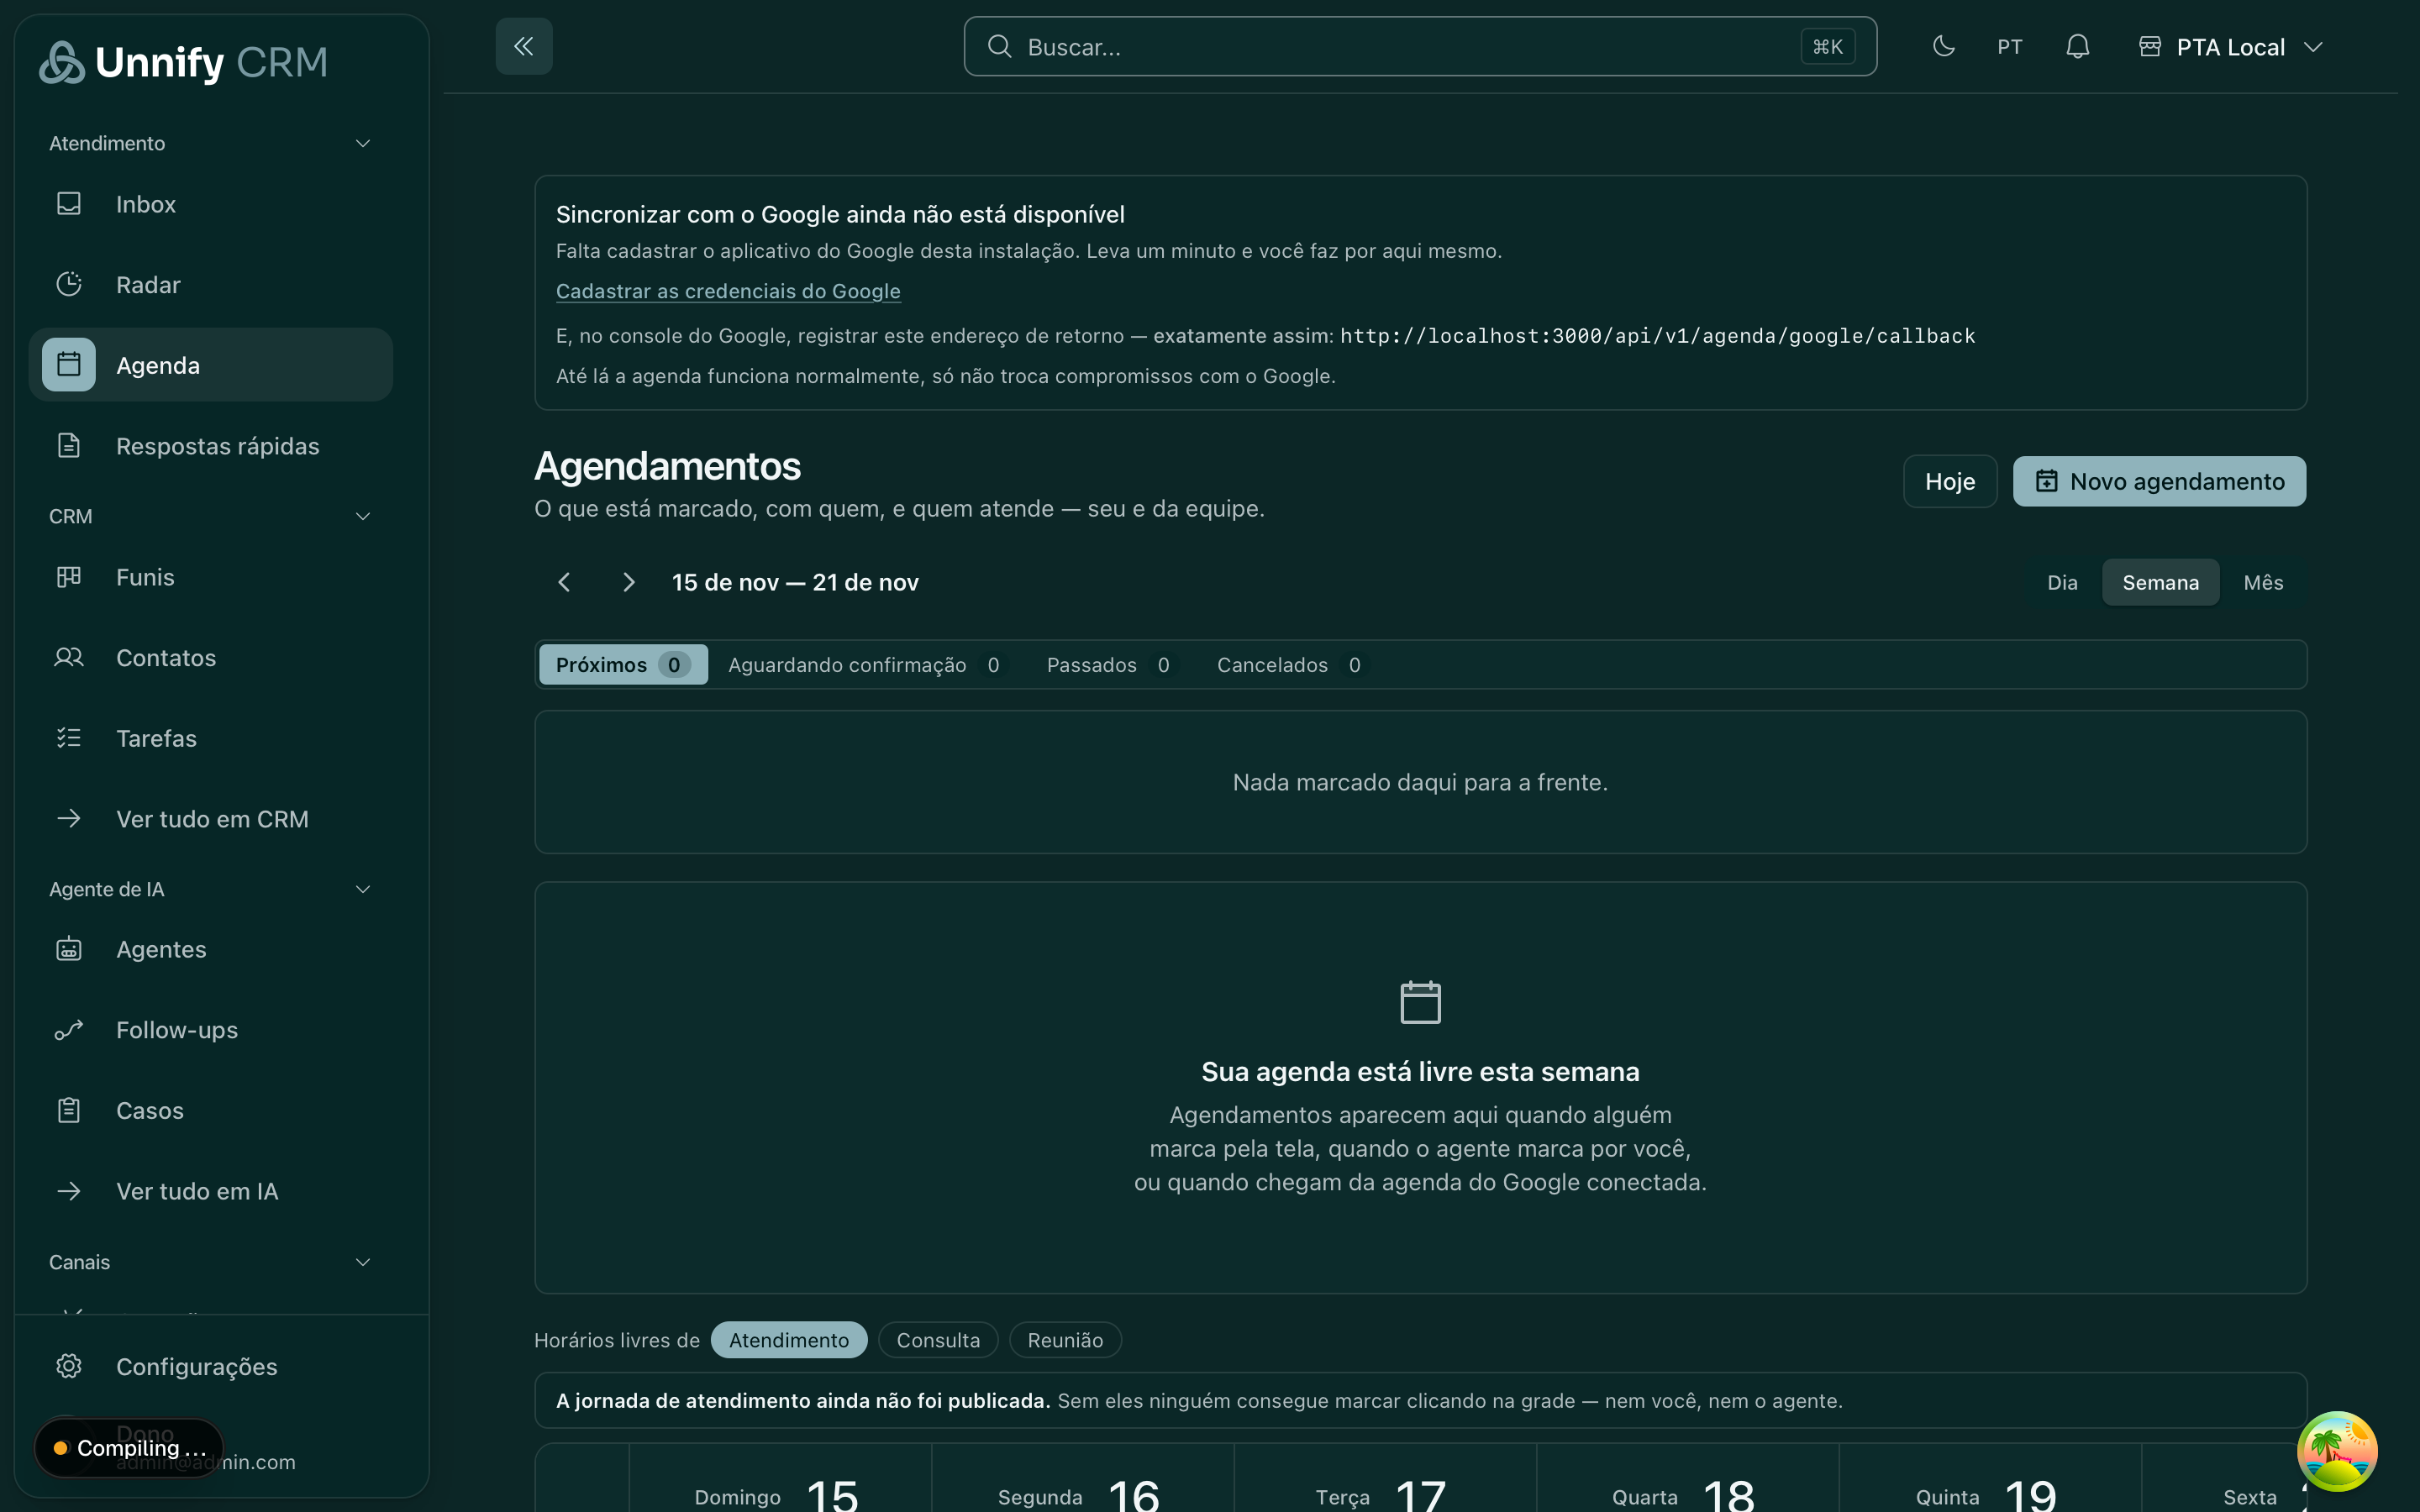 Unnify CRM
Buscar...
⌘K
PT
PTA Local
Atendimento
Inbox
Radar
Agenda
Respostas rápidas
CRM
Funis
Contatos
Tarefas
Ver tudo em CRM
Agente de IA
Agentes
Follow-ups
Casos
Ver tudo em IA
Canais
Configurações
Dono
Compiling ...
admin@admin.com
Sincronizar com o Google ainda não está disponível
Falta cadastrar o aplicativo do Google desta instalação. Leva um minuto e você faz por aqui mesmo.
Cadastrar as credenciais do Google
E, no console do Google, registrar este endereço de retorno — exatamente assim: http://localhost:3000/api/v1/agenda/google/callback
Até lá a agenda funciona normalmente, só não troca compromissos com o Google.
Agendamentos
O que está marcado, com quem, e quem atende — seu e da equipe.
Hoje
Novo agendamento
15 de nov — 21 de nov
Dia Semana Mês
Próximos 0 Aguardando confirmação 0 Passados 0 Cancelados 0
Nada marcado daqui para a frente.
Sua agenda está livre esta semana
Agendamentos aparecem aqui quando alguém
marca pela tela, quando o agente marca por você,
ou quando chegam da agenda do Google conectada.
Horários livres de Atendimento Consulta Reunião
A jornada de atendimento ainda não foi publicada. Sem eles ninguém consegue marcar clicando na grade — nem você, nem o agente.
Domingo 15 Segunda 16 Terça 17 Quarta 18 Quinta 19 Sexta